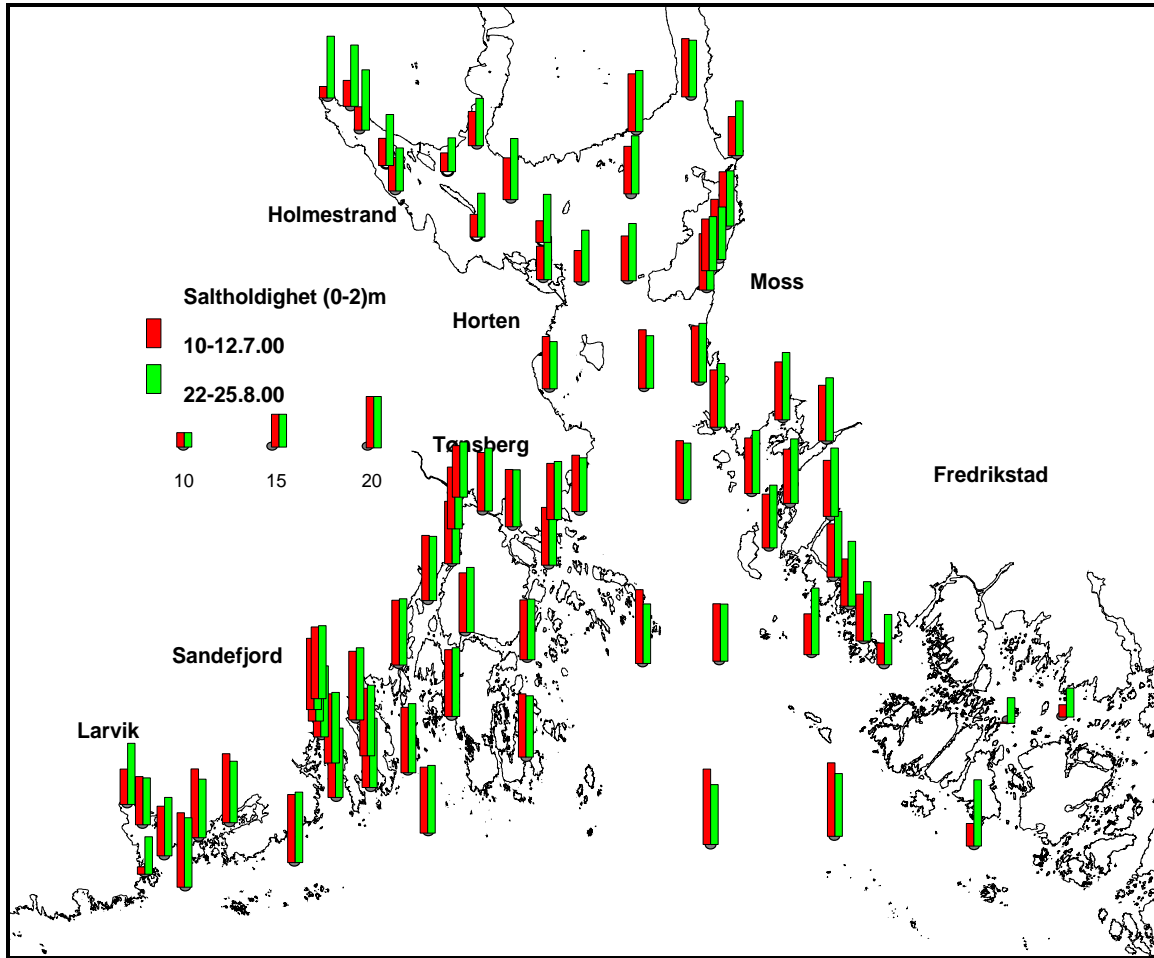 Holmestrand
Moss
Saltholdighet (0-2)m
Horten
10-12.7.00
22-25.8.00
Tønsberg
10 15 20
Fredrikstad
Sandefjord
Larvik